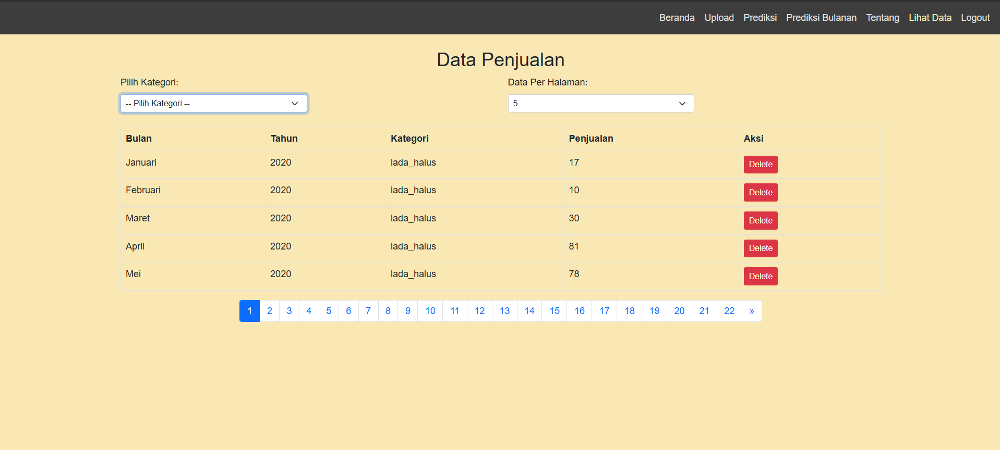 Beranda Upload Prediksi Prediksi Bulanan Tentang Lihat Data Logout
Data Penjualan
Pilih Kategori: Data Per Halaman:
-- Pilih Kategori -- 5
Bulan Tahun Kategori Penjualan Aksi
Januari 2020 lada_halus 17 Delete
Februari 2020 lada_halus 10 Delete
Maret 2020 lada_halus 30 Delete
April 2020 lada_halus 81 Delete
Mei 2020 lada_halus 78 Delete
1 2 3 4 5 6 7 8 9 10 11 12 13 14 15 16 17 18 19 20 21 22 »